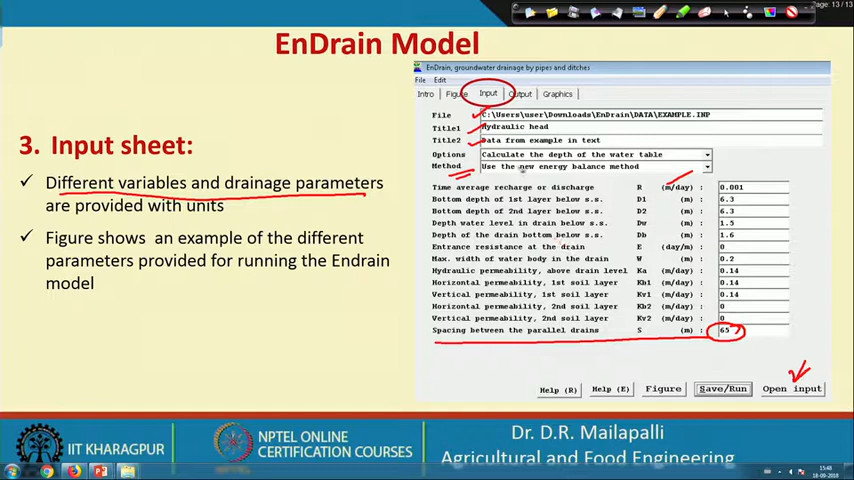 Page 13 / 13
EnDrain Model
3. Input sheet:
✓ Different variables and drainage parameters
are provided with units
✓ Figure shows an example of the different
parameters provided for running the Endrain
model
EnDrain, groundwater drainage by pipes and ditches
File Edit
Intro Figure Input Output Graphics
File C:\Users\user\Downloads\EnDrain\DATA\EXAMPLE.INP
Title1 Hydraulic head
Title2 Data from example in text
Options Calculate the depth of the water table
Method Use the new energy balance method
Time average recharge or discharge R (m/day) : 0.001
Bottom depth of 1st layer below s.s. D1 (m) : 6.3
Bottom depth of 2nd layer below s.s. D2 (m) : 6.3
Depth water level in drain below s.s. Dw (m) : 1.5
Depth of the drain bottom below s.s. Db (m) : 1.6
Entrance resistance at the drain E (day/m) : 0
Max. width of water body in the drain W (m) : 0.2
Hydraulic permeability, above drain level Ka (m/day) : 0.14
Horizontal permeability, 1st soil layer Kb1 (m/day) : 0.14
Vertical permeability, 1st soil layer Kv1 (m/day) : 0.14
Horizontal permeability, 2nd soil layer Kb2 (m/day) : 0
Vertical permeability, 2nd soil layer Kv2 (m/day) : 0
Spacing between the parallel drains S (m) : 65
Help (R) Help (E) Figure Save/Run Open input
IIT KHARAGPUR
NPTEL ONLINE
CERTIFICATION COURSES
Dr. D.R. Mailapalli
Agricultural and Food Engineering
15:48
18-09-2018